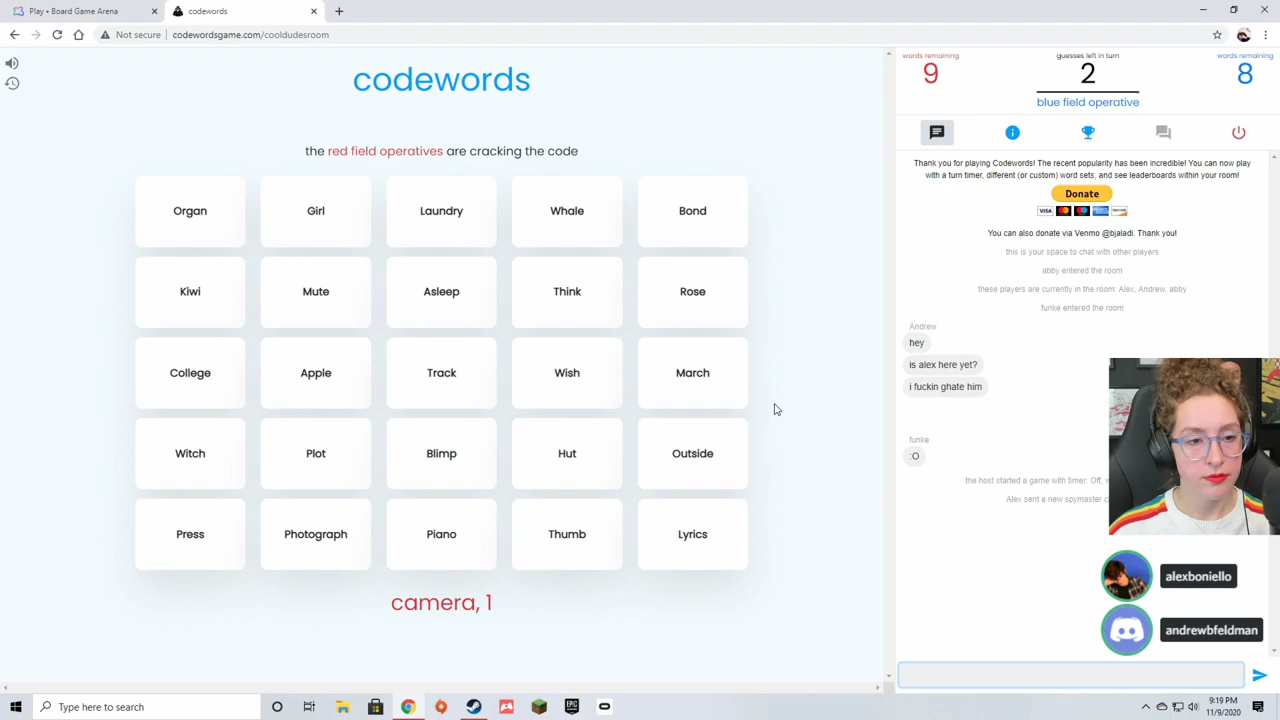 Play • Board Game Arena
codewords
Not secure
codewordsgame.com/cooldudesroom
codewords
the red field operatives are cracking the code
Organ
Girl
Laundry
Whale
Bond
Kiwi
Mute
Asleep
Think
Rose
College
Apple
Track
Wish
March
Witch
Plot
Blimp
Hut
Outside
Press
Photograph
Piano
Thumb
Lyrics
camera, 1
words remaining
9
guesses left in turn
2
blue field operative
words remaining
8
Thank you for playing Codewords! The recent popularity has been incredible! You can now play
with a turn timer, different (or custom) word sets, and see leaderboards within your room!
Donate
VISA
You can also donate via Venmo @bjaladi. Thank you!
this is your space to chat with other players
abby entered the room
these players are currently in the room: Alex, Andrew, abby
funke entered the room
Andrew
hey
is alex here yet?
i fuckin ghate him
funke
:O
the host started a game with timer: Off,
Alex sent a new spymaster
alexboniello
andrewbfeldman
Type here to search
EPIC
9:19 PM
11/9/2020